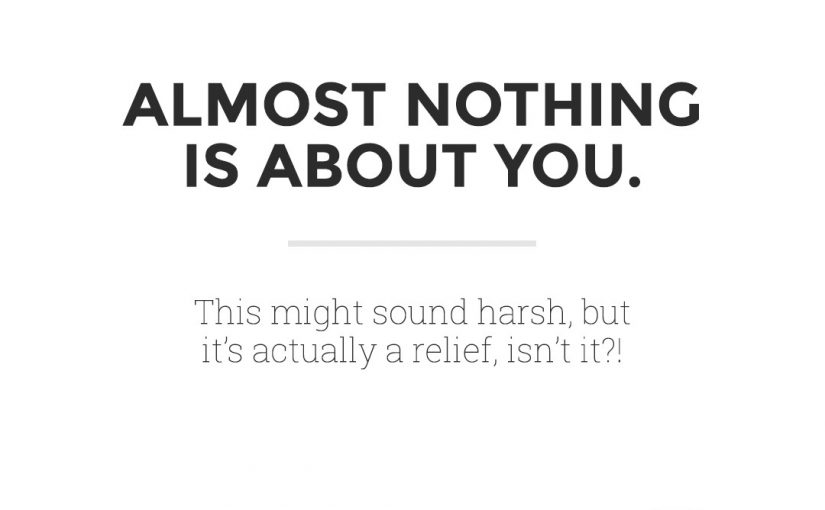 ALMOST NOTHING
IS ABOUT YOU.
This might sound harsh, but
it’s actually a relief, isn’t it?!